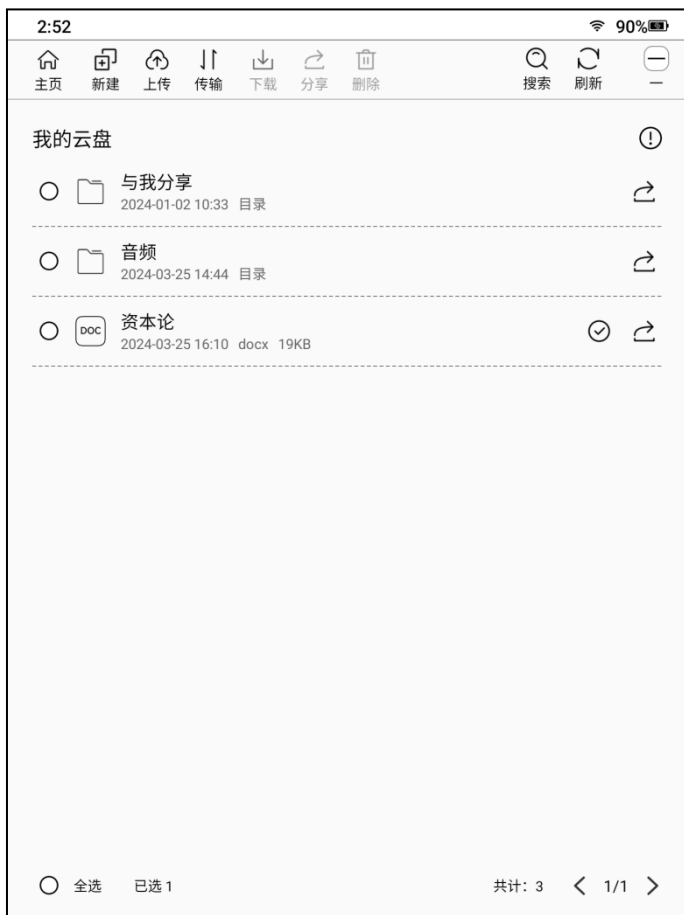 2:52 90%
主页 新建 上传 传输 下载 分享 删除 搜索 刷新
我的云盘
与我分享
2024-01-02 10:33 目录
音频
2024-03-25 14:44 目录
DOC 资本论
2024-03-25 16:10 docx 19KB
全选 已选 1 共计：3 1/1